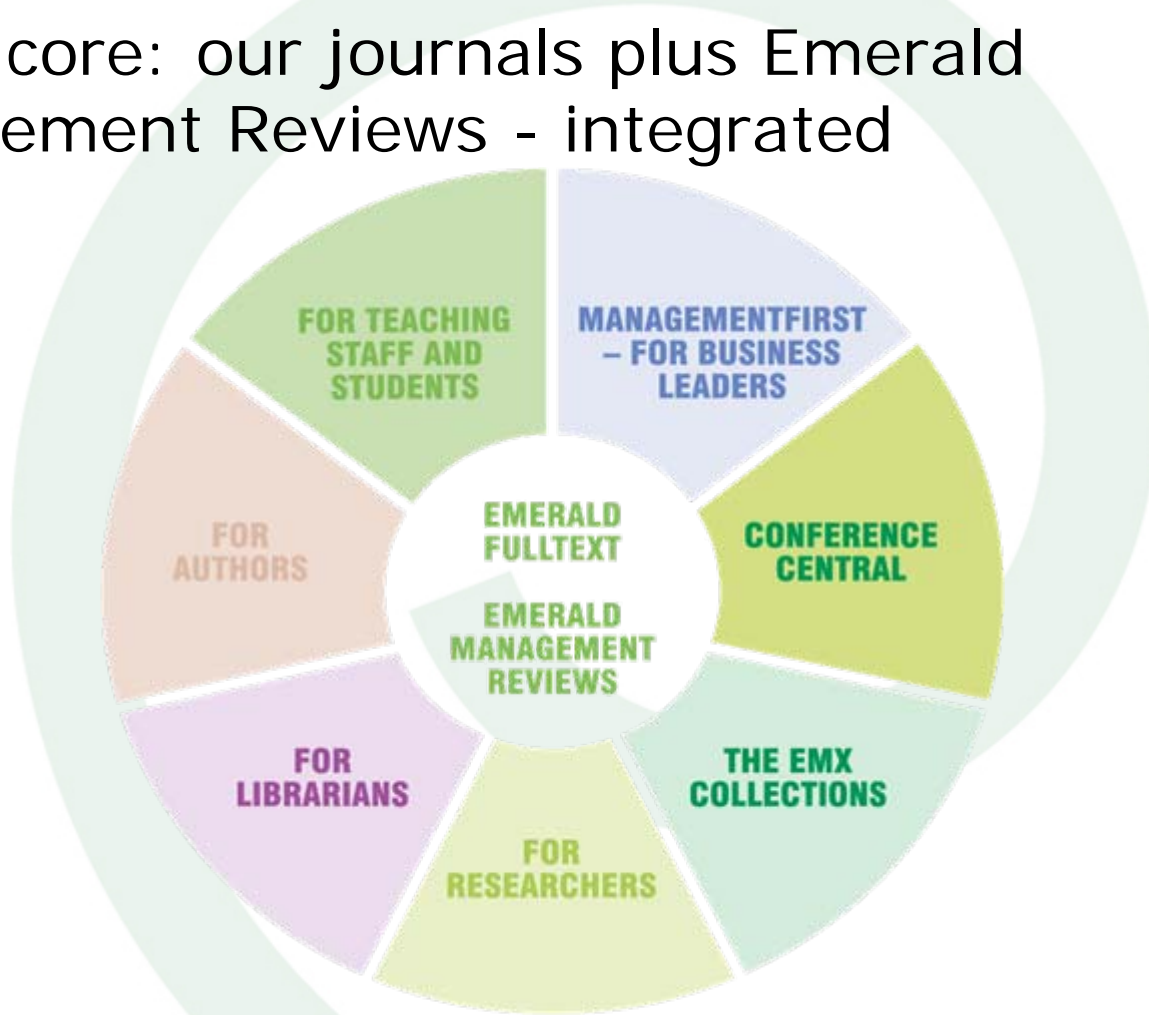 core: our journals plus Emerald
ement Reviews - integrated
FOR TEACHING
STAFF AND
STUDENTS
MANAGEMENTFIRST
– FOR BUSINESS
LEADERS
FOR
AUTHORS
EMERALD
FULLTEXT
CONFERENCE
CENTRAL
EMERALD
MANAGEMENT
REVIEWS
FOR
LIBRARIANS
THE EMX
COLLECTIONS
FOR
RESEARCHERS